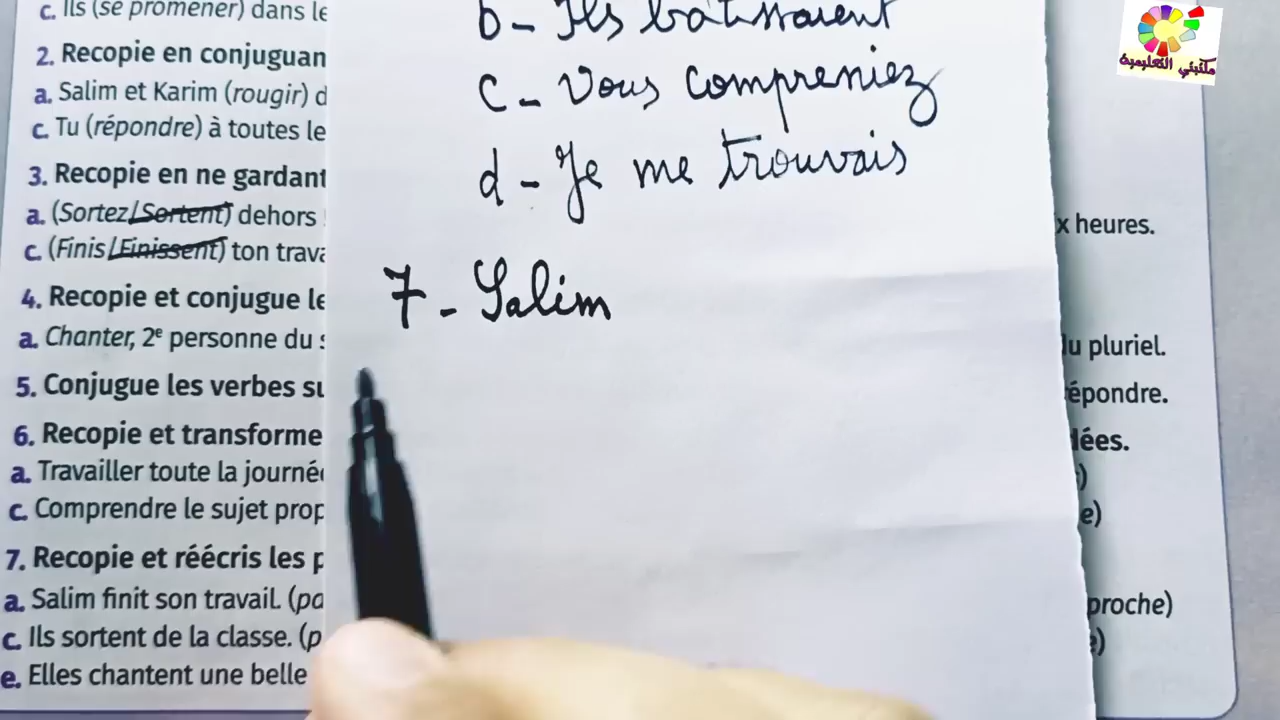 c. Ils (se promener) dans le
2. Recopie en conjuguan
a. Salim et Karim (rougir) d
c. Tu (répondre) à toutes le
3. Recopie en ne gardant
a. (Sortez/Sortent) dehors
c. (Finis/Finissent) ton trava
4. Recopie et conjugue le
a. Chanter, 2e personne du s
5. Conjugue les verbes su
6. Recopie et transforme
a. Travailler toute la journé
c. Comprendre le sujet prop
7. Recopie et réécris les p
a. Salim finit son travail. (pa
c. Ils sortent de la classe. (p
e. Elles chantent une belle
b - Ils bâtissaient
c - Vous compreniez
d - Je me trouvais
7 - Salim
x heures.
du pluriel.
répondre.
dées.
)
e)
proche)
e)
مكتبتي التعليمية